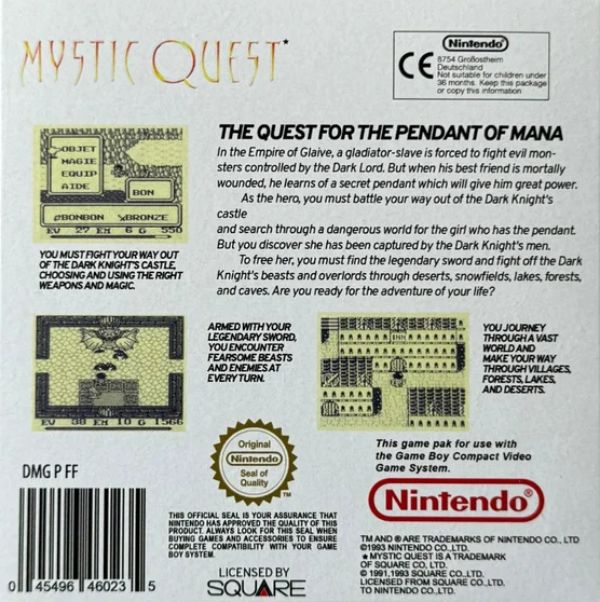 MYSTIC QUEST*
Nintendo®
CE
8754 Großostheim
Deutschland
Not suitable for children under
36 months. Keep this package
or copy this information
THE QUEST FOR THE PENDANT OF MANA
In the Empire of Glaive, a gladiator-slave is forced to fight evil mon-
sters controlled by the Dark Lord. But when his best friend is mortally
wounded, he learns of a secret pendant which will give him great power.
As the hero, you must battle your way out of the Dark Knight's
castle
and search through a dangerous world for the girl who has the pendant.
But you discover she has been captured by the Dark Knight's men.
To free her, you must find the legendary sword and fight off the Dark
Knight's beasts and overlords through deserts, snowfields, lakes, forests,
and caves. Are you ready for the adventure of your life?
OBJET
MAGIE
EQUIP
AIDE
BON
BONBON BRONZE
EV 27 EM 6 G 550
YOU MUST FIGHT YOUR WAY OUT
OF THE DARK KNIGHT'S CASTLE,
CHOOSING AND USING THE RIGHT
WEAPONS AND MAGIC.
EV 30 EM 10 G 1566
ARMED WITH YOUR
LEGENDARY SWORD,
YOU ENCOUNTER
FEARSOME BEASTS
AND ENEMIES AT
EVERY TURN.
INN
YOU JOURNEY
THROUGH A VAST
WORLD AND
MAKE YOUR WAY
THROUGH VILLAGES,
FORESTS, LAKES,
AND DESERTS.
Original
Nintendo
Seal of
Quality
TM
This game pak for use with
the Game Boy Compact Video
Game System.
Nintendo®
DMG P FF
0 45496 46023 5
THIS OFFICIAL SEAL IS YOUR ASSURANCE THAT
NINTENDO HAS APPROVED THE QUALITY OF THIS
PRODUCT. ALWAYS LOOK FOR THIS SEAL WHEN
BUYING GAMES AND ACCESSORIES TO ENSURE
COMPLETE COMPATIBILITY WITH YOUR GAME
BOY SYSTEM.
LICENSED BY
SQUARE
TM AND ® ARE TRADEMARKS OF NINTENDO CO., LTD
©1993 NINTENDO CO.,LTD.
★ MYSTIC QUEST IS A TRADEMARK
OF SQUARE CO., LTD.
© 1991,1993 SQUARE CO.,LTD.
LICENSED FROM SQUARE CO.,LTD.
TO NINTENDO CO., LTD.